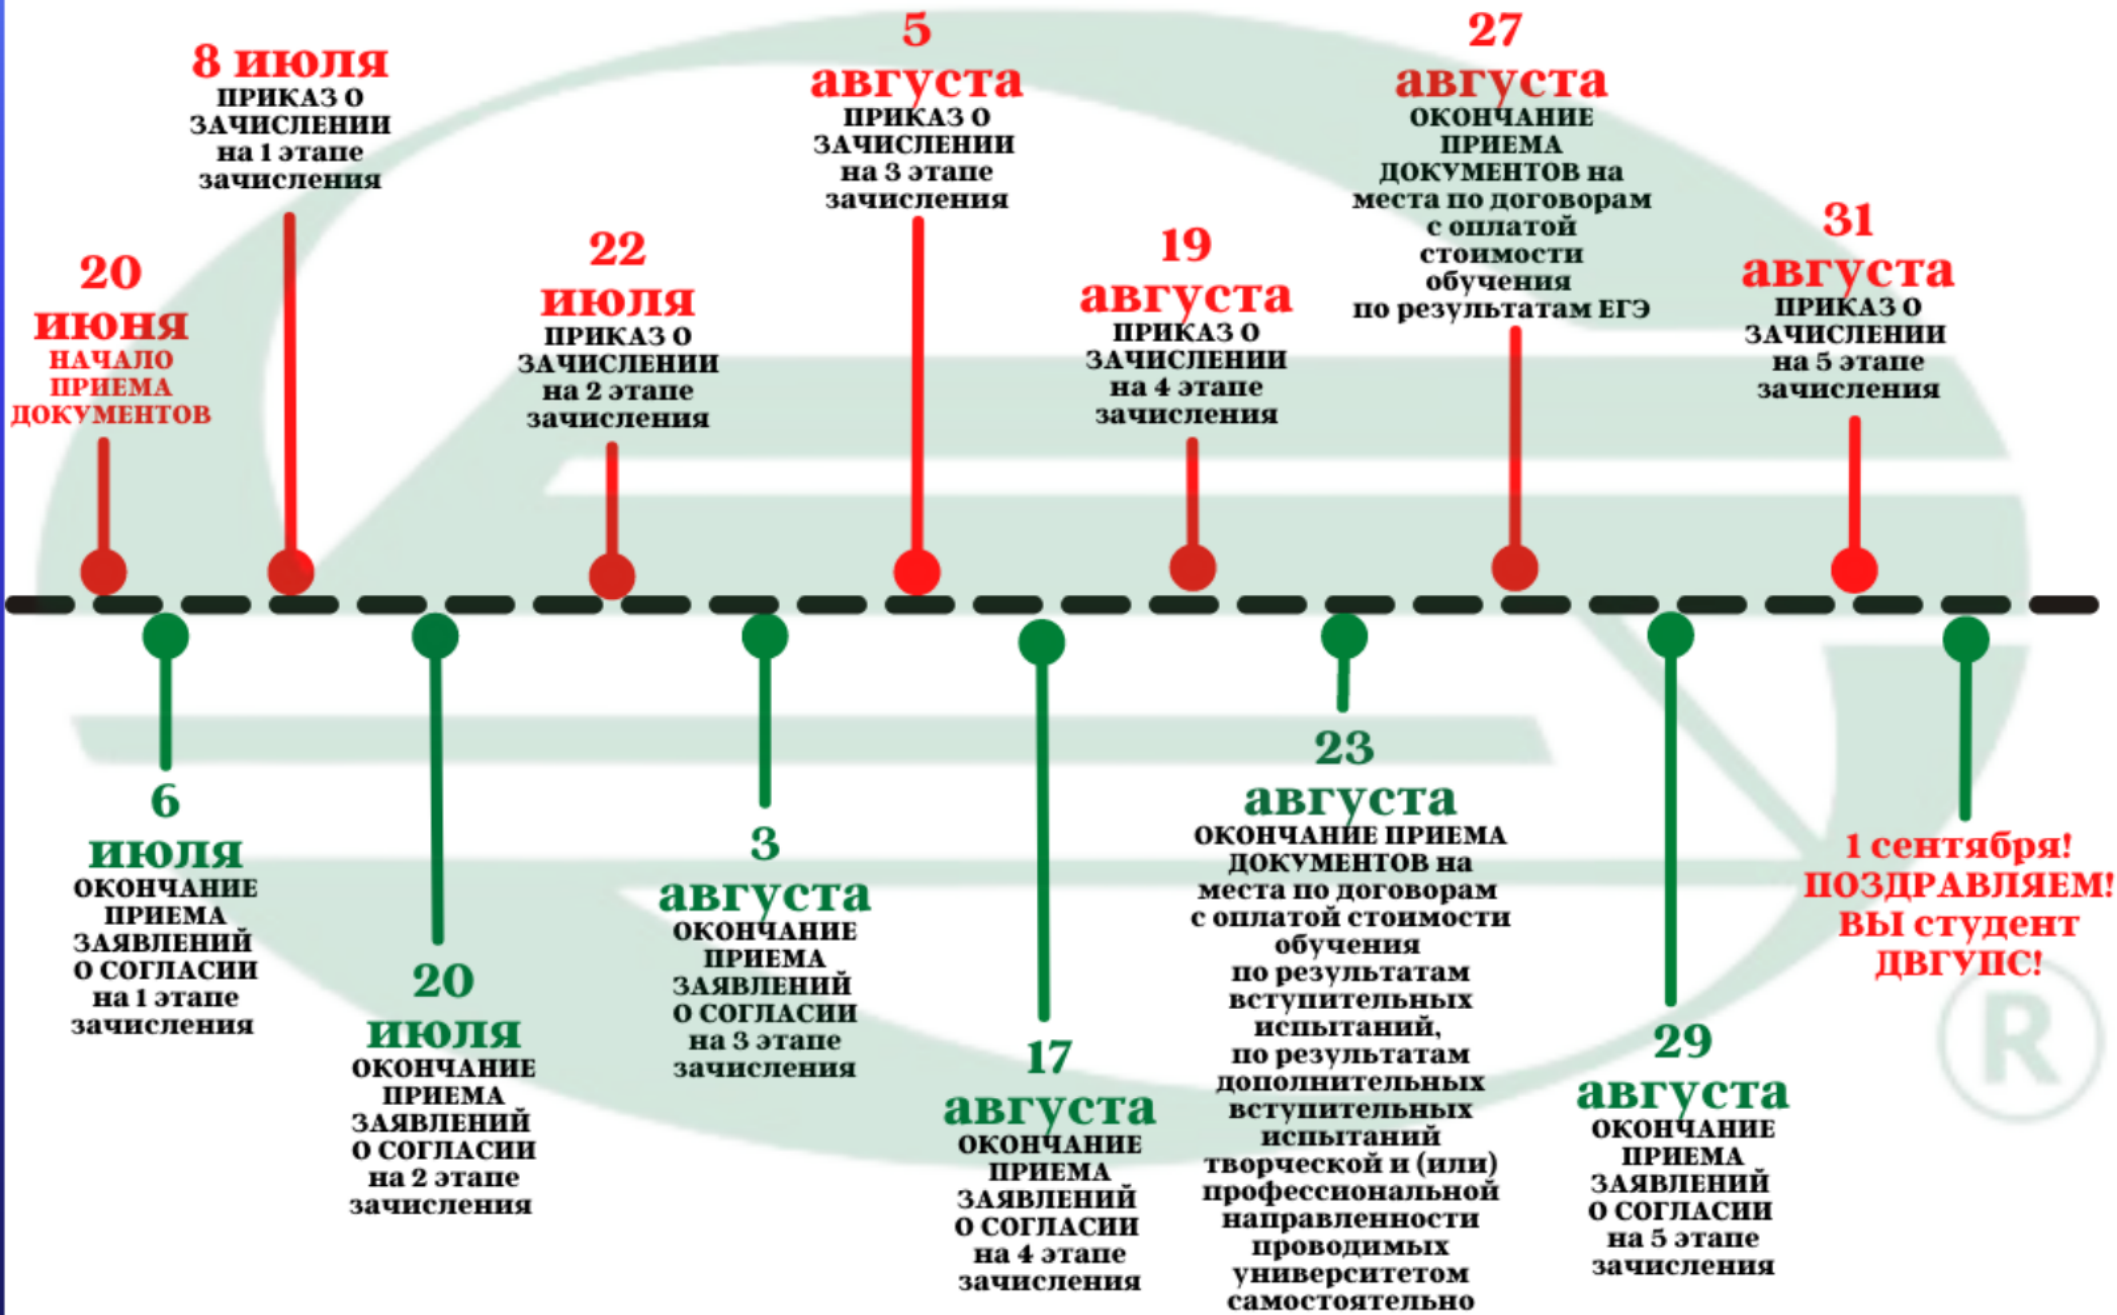 20
июня
НАЧАЛО
ПРИЕМА
ДОКУМЕНТОВ
8 июля
ПРИКАЗ О
ЗАЧИСЛЕНИИ
на 1 этапе
зачисления
22
июля
ПРИКАЗ О
ЗАЧИСЛЕНИИ
на 2 этапе
зачисления
5
августа
ПРИКАЗ О
ЗАЧИСЛЕНИИ
на 3 этапе
зачисления
19
августа
ПРИКАЗ О
ЗАЧИСЛЕНИИ
на 4 этапе
зачисления
27
августа
ОКОНЧАНИЕ
ПРИЕМА
ДОКУМЕНТОВ на
места по договорам
с оплатой
стоимости
обучения
по результатам ЕГЭ
31
августа
ПРИКАЗ О
ЗАЧИСЛЕНИИ
на 5 этапе
зачисления
6
июля
ОКОНЧАНИЕ
ПРИЕМА
ЗАЯВЛЕНИЙ
О СОГЛАСИИ
на 1 этапе
зачисления
20
июля
ОКОНЧАНИЕ
ПРИЕМА
ЗАЯВЛЕНИЙ
О СОГЛАСИИ
на 2 этапе
зачисления
3
августа
ОКОНЧАНИЕ
ПРИЕМА
ЗАЯВЛЕНИЙ
О СОГЛАСИИ
на 3 этапе
зачисления
17
августа
ОКОНЧАНИЕ
ПРИЕМА
ЗАЯВЛЕНИЙ
О СОГЛАСИИ
на 4 этапе
зачисления
23
августа
ОКОНЧАНИЕ ПРИЕМА
ДОКУМЕНТОВ на
места по договорам
с оплатой стоимости
обучения
по результатам
вступительных
испытаний,
по результатам
дополнительных
вступительных
испытаний
творческой и (или)
профессиональной
направленности
проводимых
университетом
самостоятельно
29
августа
ОКОНЧАНИЕ
ПРИЕМА
ЗАЯВЛЕНИЙ
О СОГЛАСИИ
на 5 этапе
зачисления
1 сентября!
ПОЗДРАВЛЯЕМ!
ВЫ студент
ДВГУПС!
®